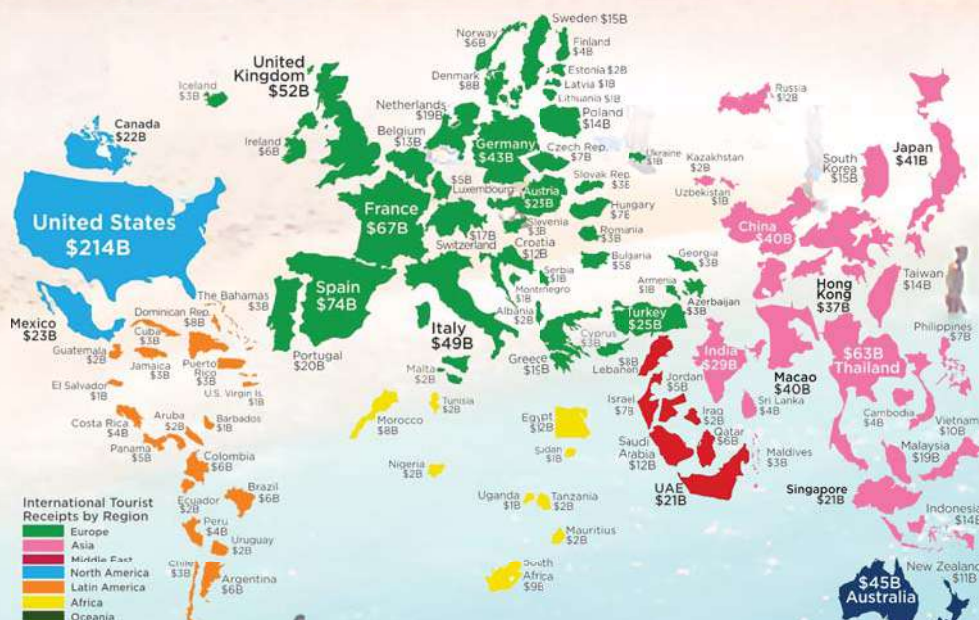 Sweden $15B
Norway
$6B
Finland
$4B
United
Kingdom
$52B
Iceland
$3B
Denmark
$8B
Estonia $2B
Latvia $1B
Lithuania $1B
Netherlands
$19B
Poland
$14B
Russia
$12B
Canada
$22B
Ireland
$6B
Belgium
$13B
Germany
$43B
Czech Rep.
$7B
Ukraine
$1B
Kazakhstan
$2B
South
Korea
$15B
Japan
$41B
$5B
Luxembourg
Austria
Slovak Rep.
Uzbekistan
$1B
United States
$214B
France
$67B
Hungary
Slovenia
$3B
Romania
$3B
China
$40B
$17B
Switzerland
Croatia
$12B
Bulgaria
$5B
Georgia
$3B
Serbia
$1B
Montenegro
$1B
Armenia
$1B
Azerbaijan
$3B
Hong
Kong
$37B
Taiwan
$14B
Spain
$74B
The Bahamas
$3B
Mexico
$23B
Dominican Rep.
$8B
Cuba
$3B
Italy
$49B
Albania
$2B
Turkey
$25B
Philippines
$7B
Guatemala
$2B
Jamaica
$3B
Puerto
Rico
$3B
Portugal
$20B
Cyprus
$3B
Greece
$8B
Lebanon
India
$29B
$63B
Thailand
El Salvador
$1B
U.S. Virgin Is.
$1B
Malta
$2B
Jordan
$5B
Macao
$40B
Costa Rica
$4B
Aruba
$2B
Barbados
$1B
Morocco
$8B
Tunisia
$2B
Egypt
$12B
Israel
Iraq
$2B
Sri Lanka
$4B
Cambodia
$4B
Vietnam
$10B
Panama
$5B
Colombia
$6B
Sudan
$1B
Saudi
Arabia
$12B
Qatar
$6B
Maldives
$3B
Malaysia
$19B
Nigeria
$2B
UAE
$21B
Singapore
$21B
Brazil
$6B
Ecuador
$2B
Uganda
$1B
Tanzania
$2B
Indonesia
$14B
Peru
$4B
Uruguay
$2B
Mauritius
$2B
Chile
$3B
Argentina
$6B
South
Africa
New Zealand
$11B
$45B
Australia
International Tourist
Receipts by Region
Europe
Asia
Middle East
North America
Latin America
Africa
Oceania